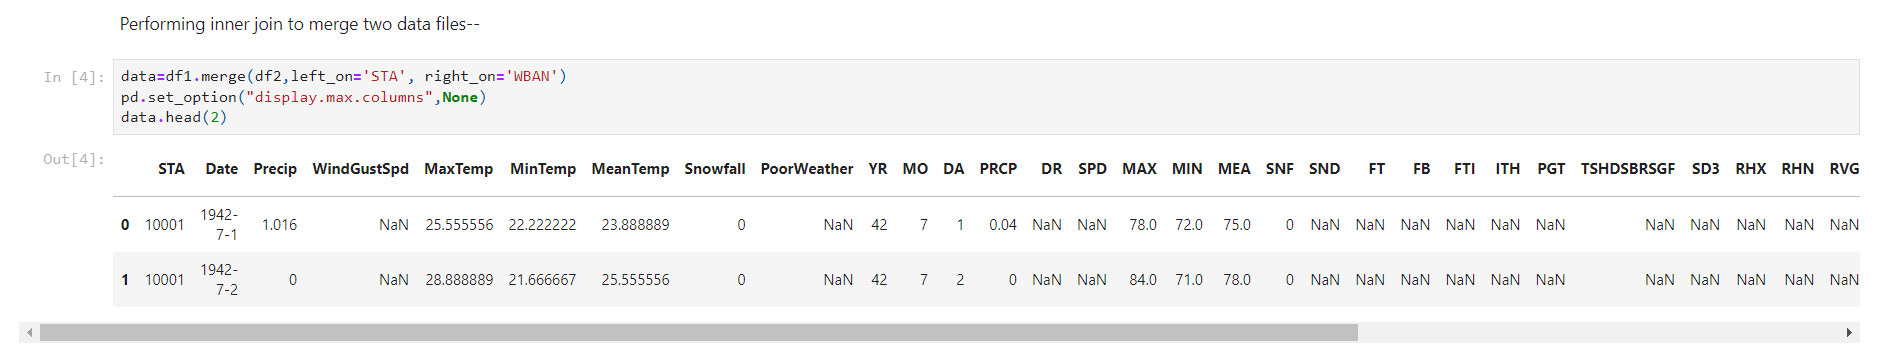 Performing inner join to merge two data files--
In [4]: data=df1.merge(df2,left_on='STA', right_on='WBAN')
pd.set_option("display.max.columns",None)
data.head(2)
Out[4]:
STA Date Precip WindGustSpd MaxTemp MinTemp MeanTemp Snowfall PoorWeather YR MO DA PRCP DR SPD MAX MIN MEA SNF SND FT FB FTI ITH PGT TSHDSBRSGF SD3 RHX RHN RVG
0 10001 1942-7-1 1.016 NaN 25.555556 22.222222 23.888889 0 NaN 42 7 1 0.04 NaN NaN 78.0 72.0 75.0 0 NaN NaN NaN NaN NaN NaN NaN NaN NaN NaN NaN
1 10001 1942-7-2 0 NaN 28.888889 21.666667 25.555556 0 NaN 42 7 2 0 NaN NaN 84.0 71.0 78.0 0 NaN NaN NaN NaN NaN NaN NaN NaN NaN NaN NaN